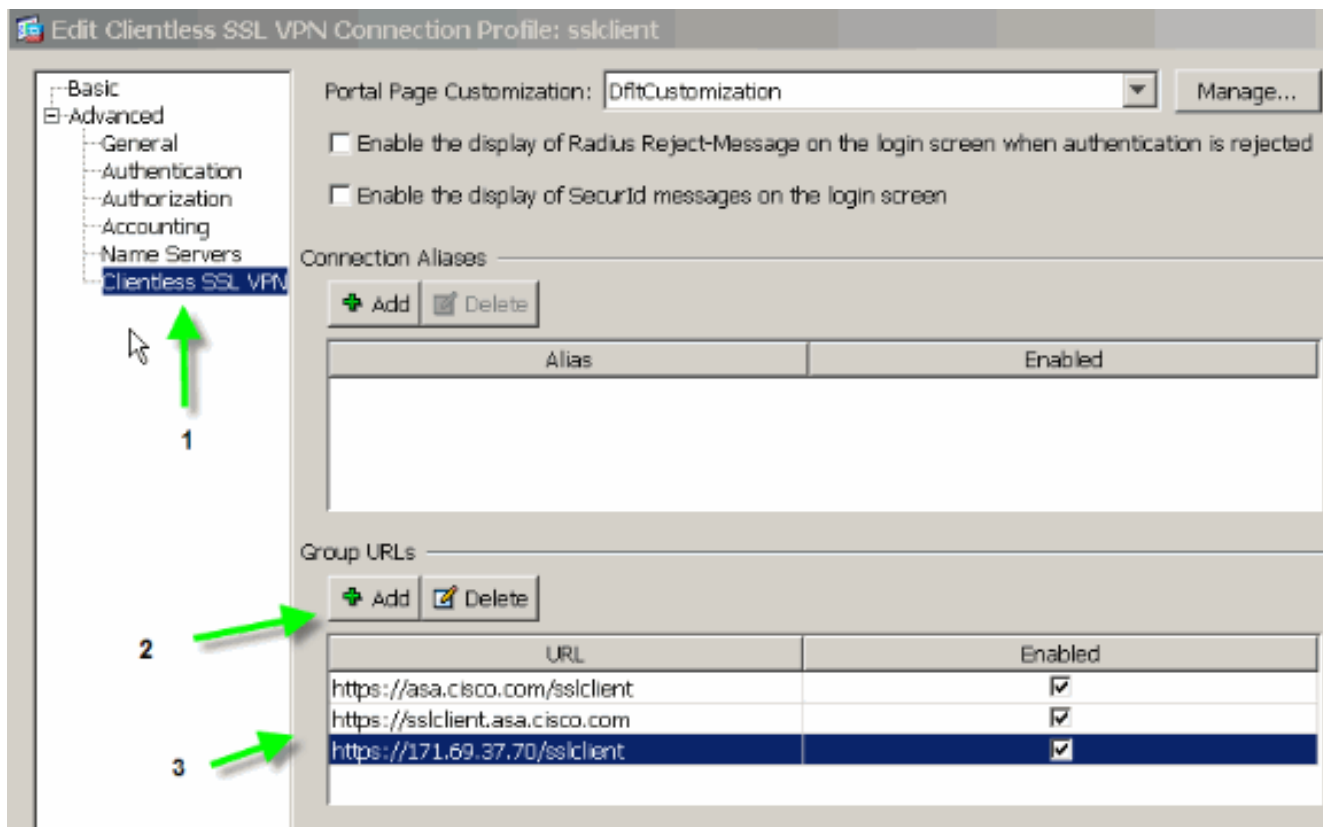 Edit Clientless SSL VPN Connection Profile: sslclient
Basic
Advanced
General
Authentication
Authorization
Accounting
Name Servers
Clientless SSL VPN
1
Portal Page Customization: DfltCustomization Manage...
Enable the display of Radius Reject-Message on the login screen when authentication is rejected
Enable the display of SecurId messages on the login screen
Connection Aliases
Add Delete
Alias Enabled
Group URLs
Add Delete
2
URL Enabled
https://asa.cisco.com/sslclient
https://sslclient.asa.cisco.com
https://171.69.37.70/sslclient
3